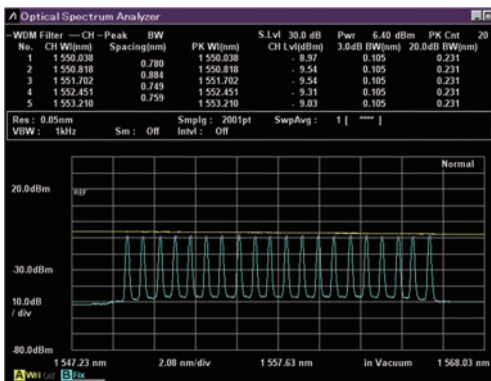 Optical Spectrum Analyzer
WDM Filter — CH – Peak BW S.Lvl 30.0 dB Pwr 6.40 dBm PK Cnt 20
No. CH Wl(nm) Spacing(nm) PK Wl(nm) CH Lvl(dBm) 3.0dB BW(nm) 20.0dB BW(nm)
1 1 550.038 1 550.038 - 8.97 0.105 0.231
0.780
2 1 550.818 1 550.818 - 9.54 0.105 0.231
0.884
3 1 551.702 1 551.702 - 9.54 0.105 0.231
0.749
4 1 552.451 1 552.451 - 9.31 0.105 0.231
0.759
5 1 553.210 1 553.210 - 9.03 0.105 0.231
Res : 0.05nm Smplg : 2001pt SwpAvg : 1 [ **** ]
VBW : 1kHz Sm : Off Intvl : Off
Normal
20.0dBm
REF
-30.0dBm
10.0dB
/ div
-80.0dBm
1 547.23 nm 2.08 nm/div 1 557.63 nm in Vacuum 1 568.03 nm
A Wri Off B Fix